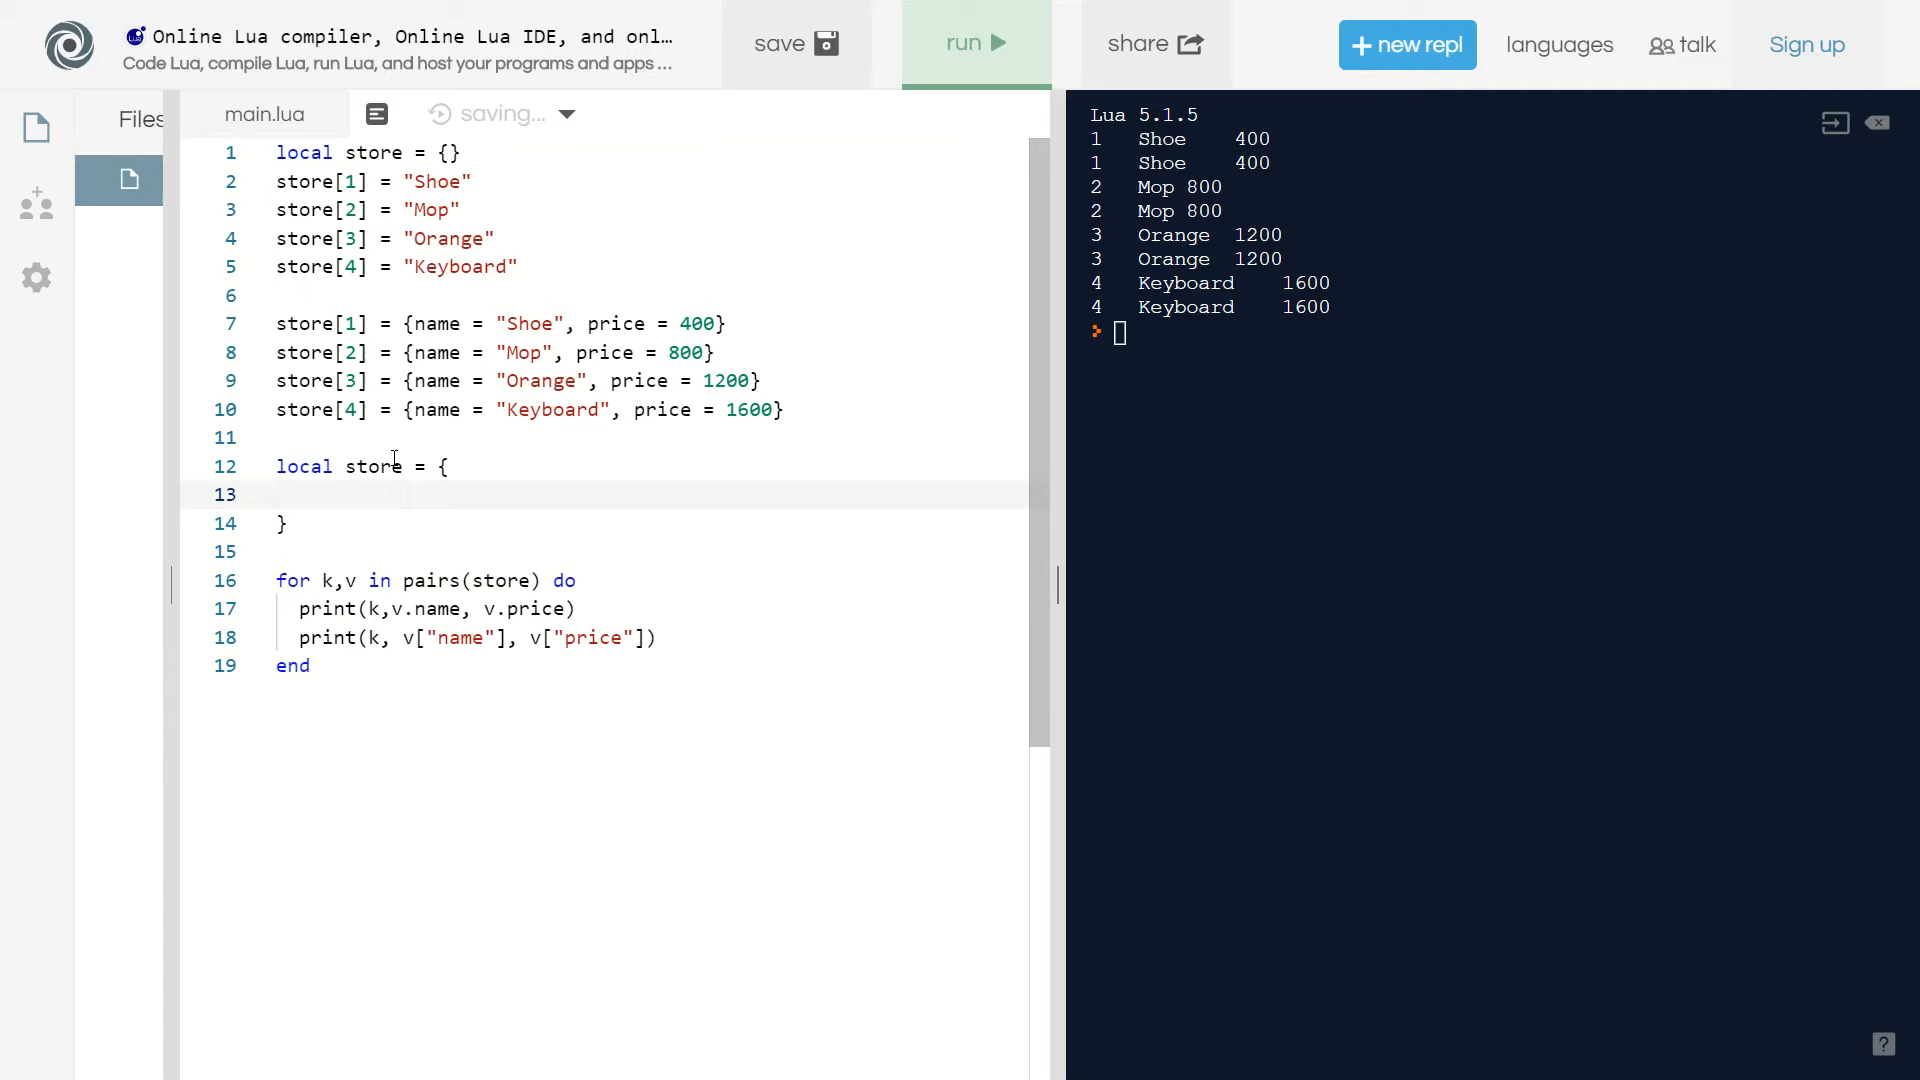 Online Lua compiler, Online Lua IDE, and onl...
Code Lua, compile Lua, run Lua, and host your programs and apps ...
save
run
share
+ new repl
languages
talk
Sign up
Files
main.lua
saving...
1 local store = {}
2 store[1] = "Shoe"
3 store[2] = "Mop"
4 store[3] = "Orange"
5 store[4] = "Keyboard"
6
7 store[1] = {name = "Shoe", price = 400}
8 store[2] = {name = "Mop", price = 800}
9 store[3] = {name = "Orange", price = 1200}
10 store[4] = {name = "Keyboard", price = 1600}
11
12 local store = {
13
14 }
15
16 for k,v in pairs(store) do
17 print(k,v.name, v.price)
18 print(k, v["name"], v["price"])
19 end
Lua 5.1.5
1 Shoe 400
1 Shoe 400
2 Mop 800
2 Mop 800
3 Orange 1200
3 Orange 1200
4 Keyboard 1600
4 Keyboard 1600
?